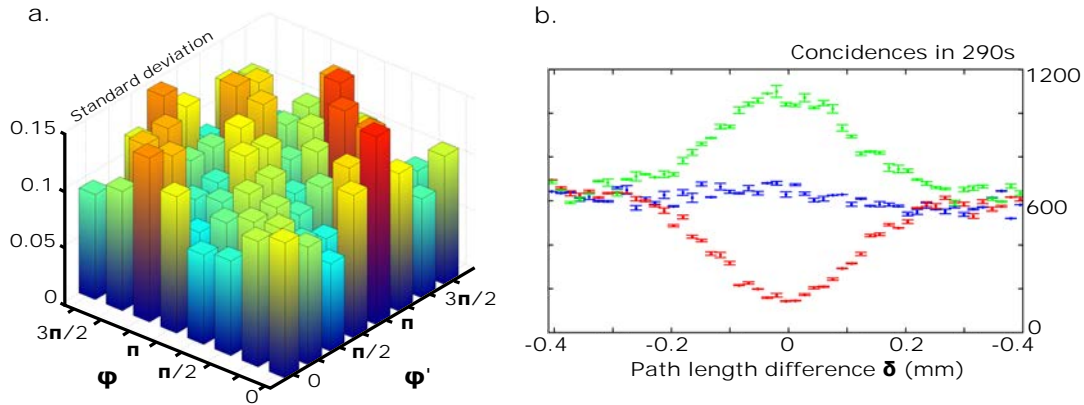 a.
Standard deviation
0.15
0.1
0.05
0
3π/2
π
π/2
0
φ
0
π/2
π
3π/2
φ'
b.
Concidences in 290s
1200
600
0
-0.4
-0.2
0
0.2
-0.4
Path length difference δ (mm)